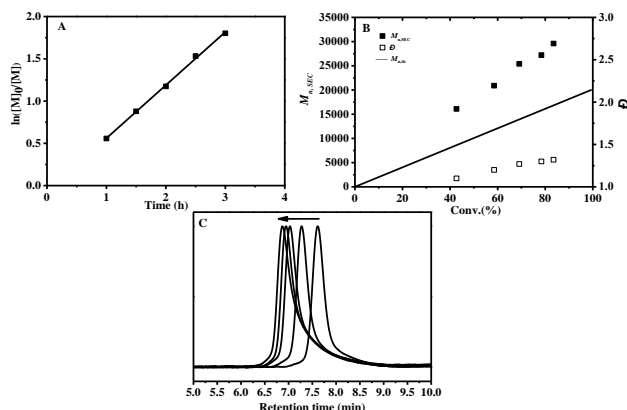 A
ln([M]0/[M]
2.0
1.5
1.0
0.5
0.0
0 1 2 3 4
Time (h)
B
Mn,SEC
Đ
Mn,th
Mn,SEC
35000
30000
25000
20000
15000
10000
5000
0
3.0
2.5
2.0
1.5
1.0
Đ
0 20 40 60 80 100
Conv.(%)
C
5.0 5.5 6.0 6.5 7.0 7.5 8.0 8.5 9.0 9.5 10.0
Retention time (min)